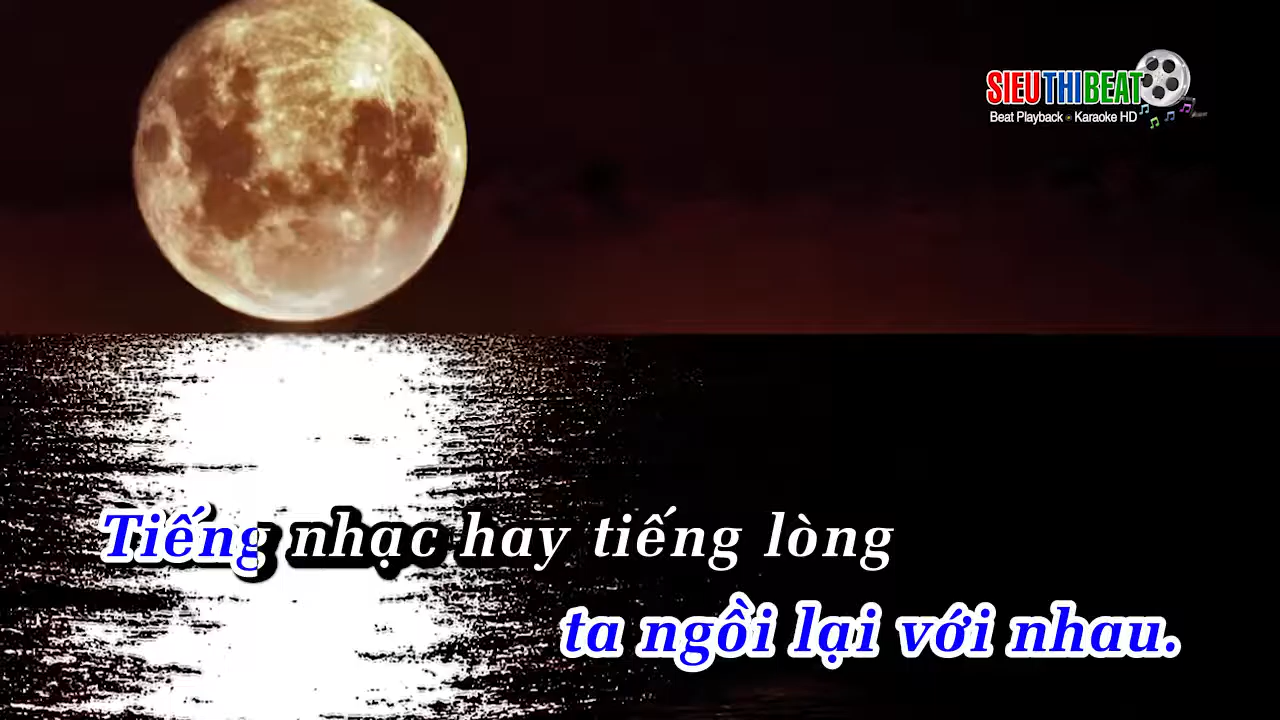 SIEUTHIBEAT
Beat Playback • Karaoke HD
Tiếng nhạc hay tiếng lòng
ta ngồi lại với nhau.